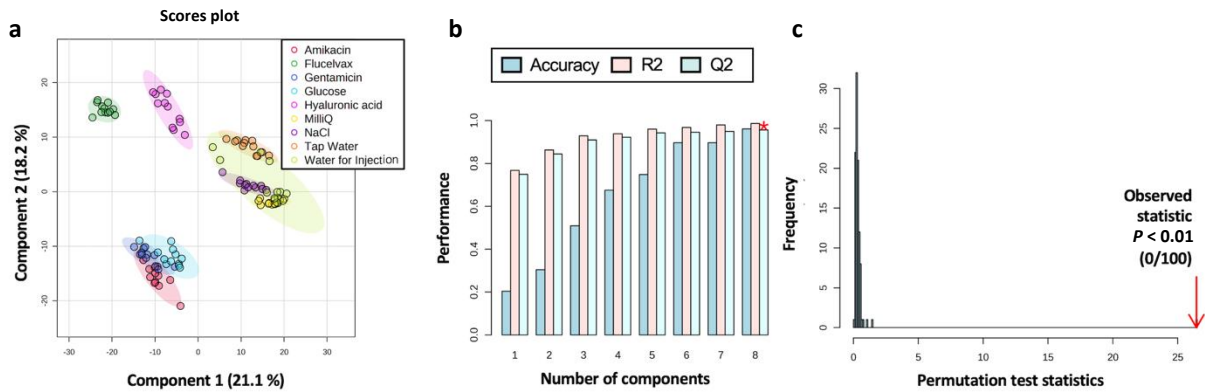 Scores plot
a
20
10
0
-10
-20
-30
-20
-10
0
10
20
30
Component 2 (18.2 %)
Component 1 (21.1 %)
Amikacin
Flucelvax
Gentamicin
Glucose
Hyaluronic acid
MilliQ
NaCl
Tap Water
Water for Injection
b
Accuracy
R2
Q2
1.0
0.8
0.6
0.4
0.2
0.0
Performance
*
1
2
3
4
5
6
7
8
Number of components
c
30
25
20
15
10
5
0
Frequency
Observed
statistic
P < 0.01
(0/100)
0
5
10
15
20
25
Permutation test statistics